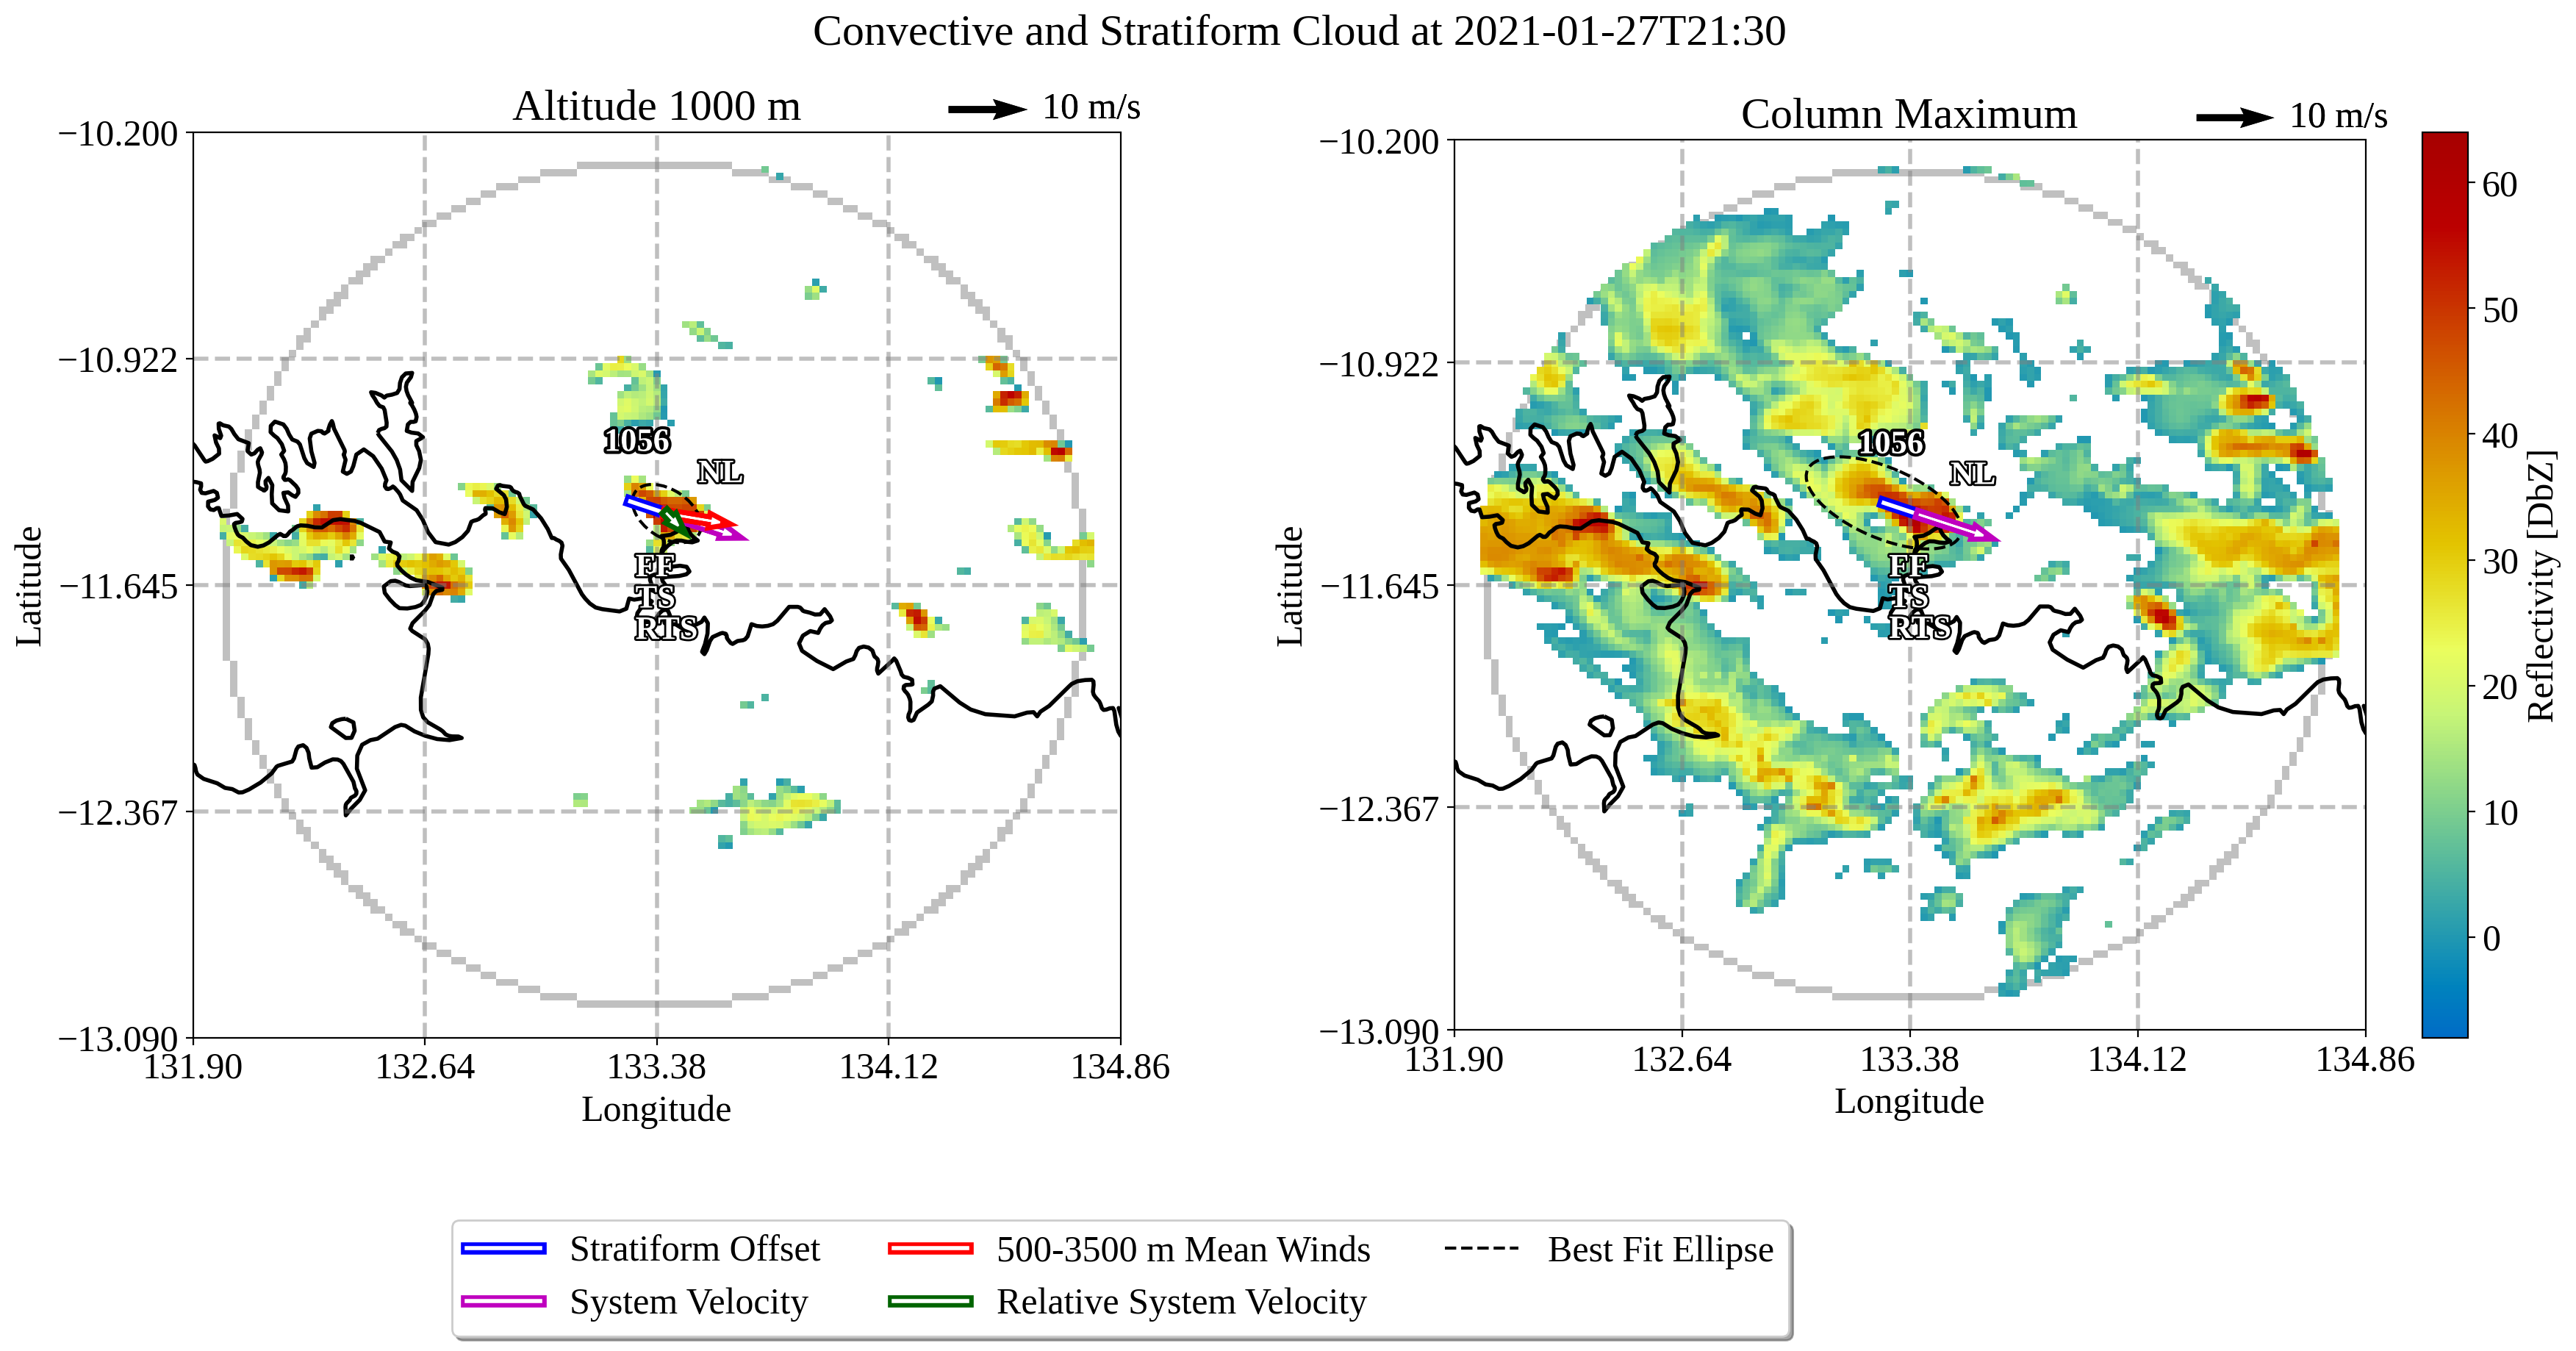 Convective and Stratiform Cloud at 2021-01-27T21:30
Altitude 1000 m
10 m/s
−10.200
−10.922
−11.645
−12.367
−13.090
131.90
132.64
133.38
134.12
134.86
Latitude
Longitude
1056
NL
FF
TS
RTS
Column Maximum
10 m/s
−10.200
−10.922
−11.645
−12.367
−13.090
131.90
132.64
133.38
134.12
134.86
Latitude
Longitude
1056
NL
FF
TS
RTS
60
50
40
30
20
10
0
Reflectivity [DbZ]
Stratiform Offset
System Velocity
500-3500 m Mean Winds
Relative System Velocity
Best Fit Ellipse